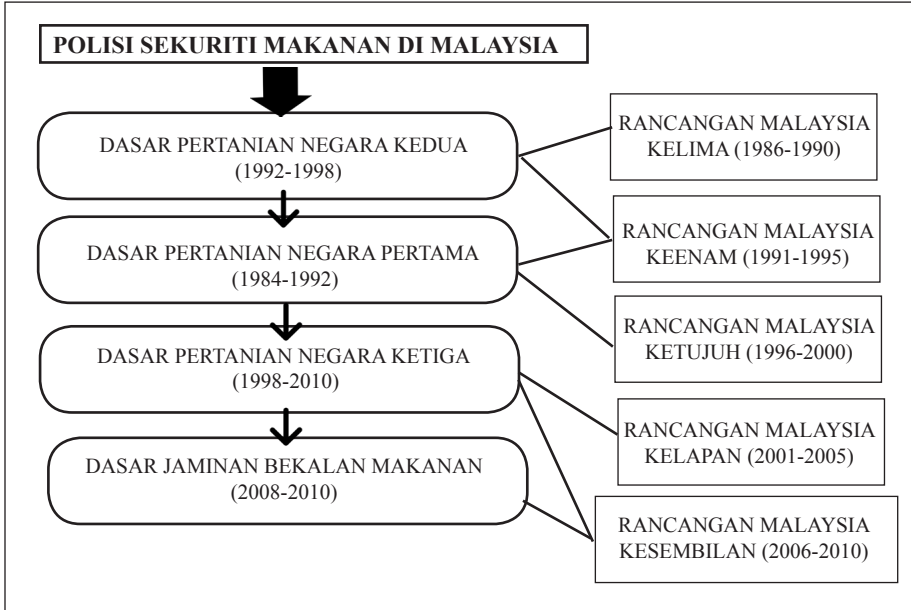 POLISI SEKURITI MAKANAN DI MALAYSIA
DASAR PERTANIAN NEGARA KEDUA
(1992-1998)
DASAR PERTANIAN NEGARA PERTAMA
(1984-1992)
DASAR PERTANIAN NEGARA KETIGA
(1998-2010)
DASAR JAMINAN BEKALAN MAKANAN
(2008-2010)
RANCANGAN MALAYSIA
KELIMA (1986-1990)
RANCANGAN MALAYSIA
KEENAM (1991-1995)
RANCANGAN MALAYSIA
KETUJUH (1996-2000)
RANCANGAN MALAYSIA
KELAPAN (2001-2005)
RANCANGAN MALAYSIA
KESEMBILAN (2006-2010)